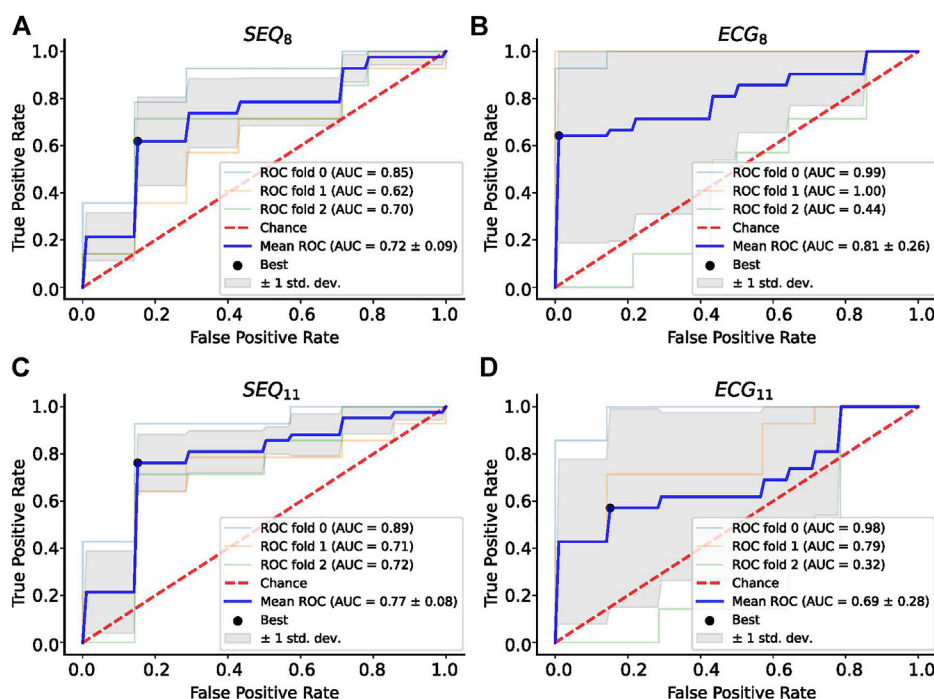 A
SEQ8
True Positive Rate
1.0
0.8
0.6
0.4
0.2
0.0
ROC fold 0 (AUC = 0.85)
ROC fold 1 (AUC = 0.62)
ROC fold 2 (AUC = 0.70)
Chance
Mean ROC (AUC = 0.72 ± 0.09)
Best
± 1 std. dev.
0.0 0.2 0.4 0.6 0.8 1.0
False Positive Rate
B
ECG8
True Positive Rate
1.0
0.8
0.6
0.4
0.2
0.0
ROC fold 0 (AUC = 0.99)
ROC fold 1 (AUC = 1.00)
ROC fold 2 (AUC = 0.44)
Chance
Mean ROC (AUC = 0.81 ± 0.26)
Best
± 1 std. dev.
0.0 0.2 0.4 0.6 0.8 1.0
False Positive Rate
C
SEQ11
True Positive Rate
1.0
0.8
0.6
0.4
0.2
0.0
ROC fold 0 (AUC = 0.89)
ROC fold 1 (AUC = 0.71)
ROC fold 2 (AUC = 0.72)
Chance
Mean ROC (AUC = 0.77 ± 0.08)
Best
± 1 std. dev.
0.0 0.2 0.4 0.6 0.8 1.0
False Positive Rate
D
ECG11
True Positive Rate
1.0
0.8
0.6
0.4
0.2
0.0
ROC fold 0 (AUC = 0.98)
ROC fold 1 (AUC = 0.79)
ROC fold 2 (AUC = 0.32)
Chance
Mean ROC (AUC = 0.69 ± 0.28)
Best
± 1 std. dev.
0.0 0.2 0.4 0.6 0.8 1.0
False Positive Rate